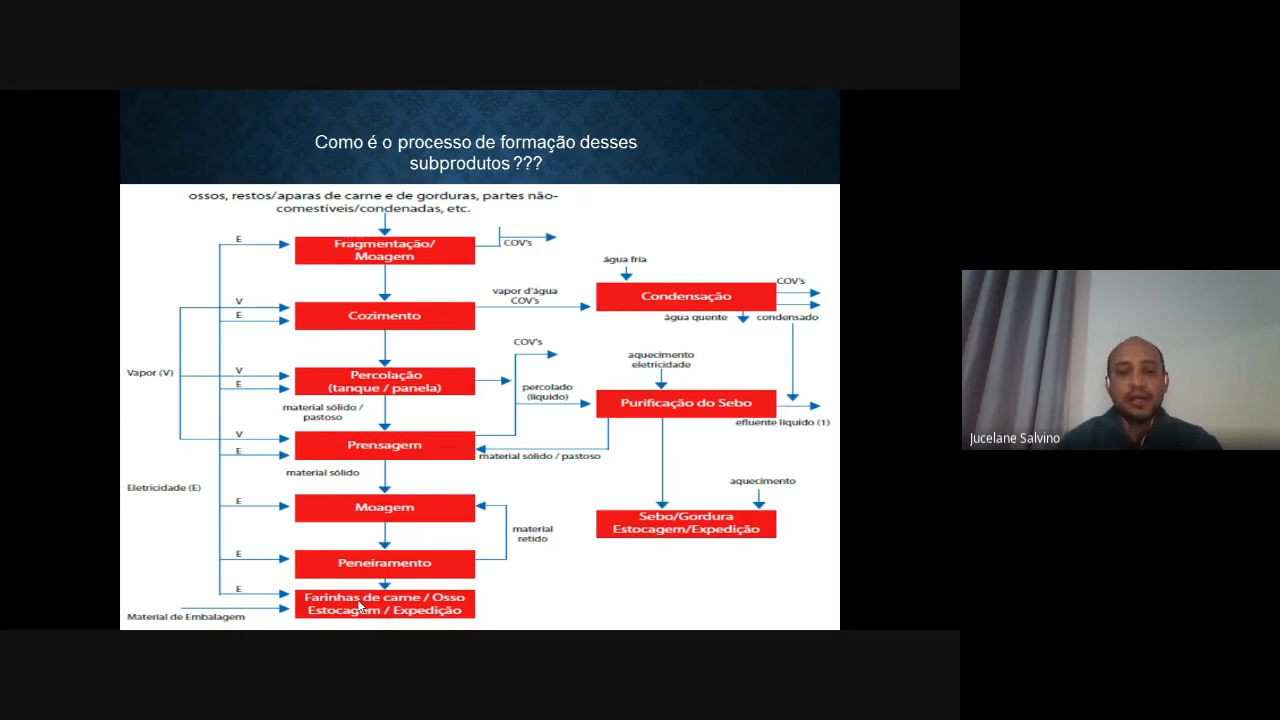 Como é o processo de formação desses
subprodutos ???
ossos, restos/aparas de carne e de gorduras, partes não-
comestíveis/condenadas, etc.
E
Fragmentação/
Moagem
COV's
água fria
V
E
Cozimento
vapor d'água
COV's
Condensação
COV's
água quente
condensado
Vapor (V)
V
E
Percolação
(tanque / panela)
COV's
percolado
(líquido)
aquecimento
eletricidade
Purificação do Sebo
efluente líquido (1)
material sólido /
pastoso
V
E
Prensagem
material sólido / pastoso
material sólido
Eletricidade (E)
E
Moagem
material
retido
aquecimento
Sebo/Gordura
Estocagem/Expedição
E
Peneiramento
E
Farinhas de carne / Osso
Estocagem / Expedição
Material de Embalagem
Jucelane Salvino